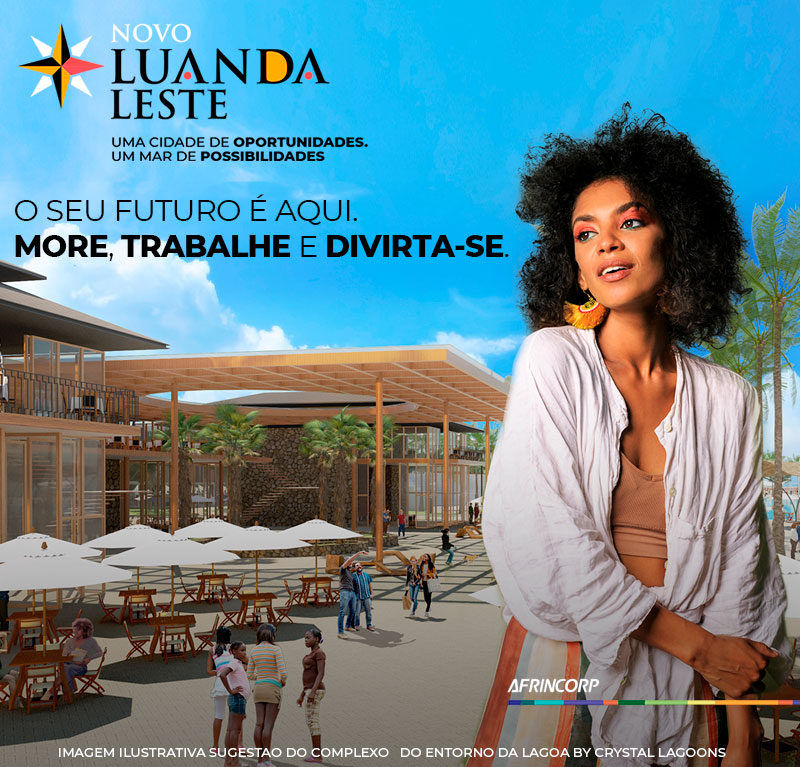 NOVO
LUANDA
LESTE
UMA CIDADE DE OPORTUNIDADES.
UM MAR DE POSSIBILIDADES
O SEU FUTURO É AQUI.
MORE, TRABALHE E DIVIRTA-SE.
AFRINCORP
IMAGEM ILUSTRATIVA SUGESTAO DO COMPLEXO DO ENTORNO DA LAGOA BY CRYSTAL LAGOONS